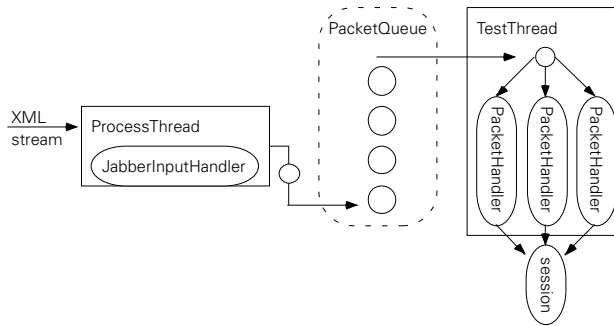 XML
stream
ProcessThread
JabberInputHandler
PacketQueue
TestThread
PacketHandler
PacketHandler
PacketHandler
session